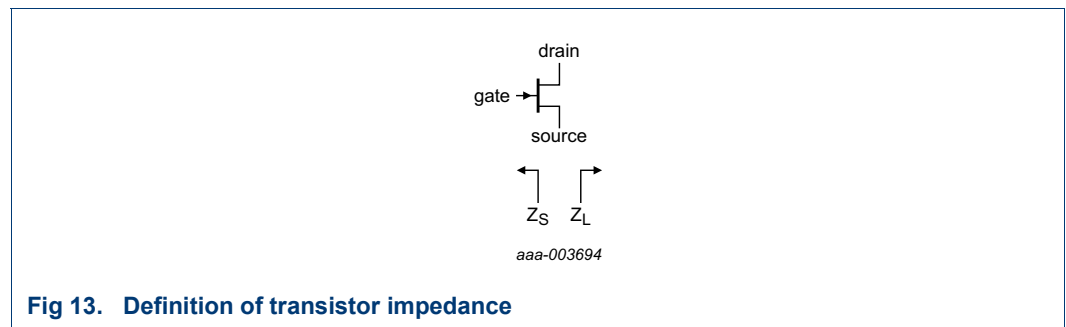 drain
gate
source
ZS ZL
aaa-003694
Fig 13. Definition of transistor impedance